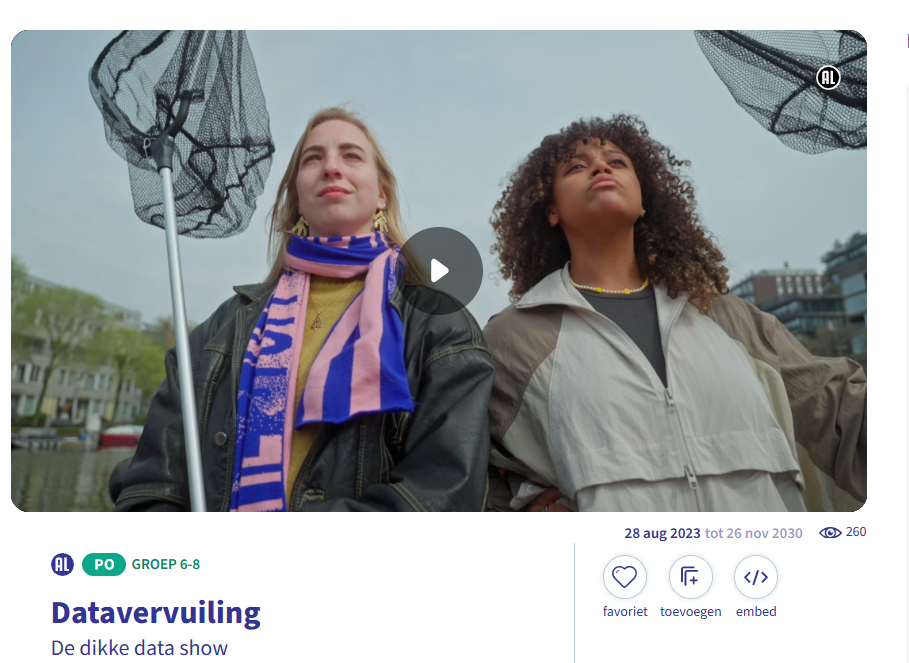 AL
28 aug 2023 tot 26 nov 2030 260
AL PO GROEP 6-8
favoriet toevoegen embed
Datavervuiling
De dikke data show